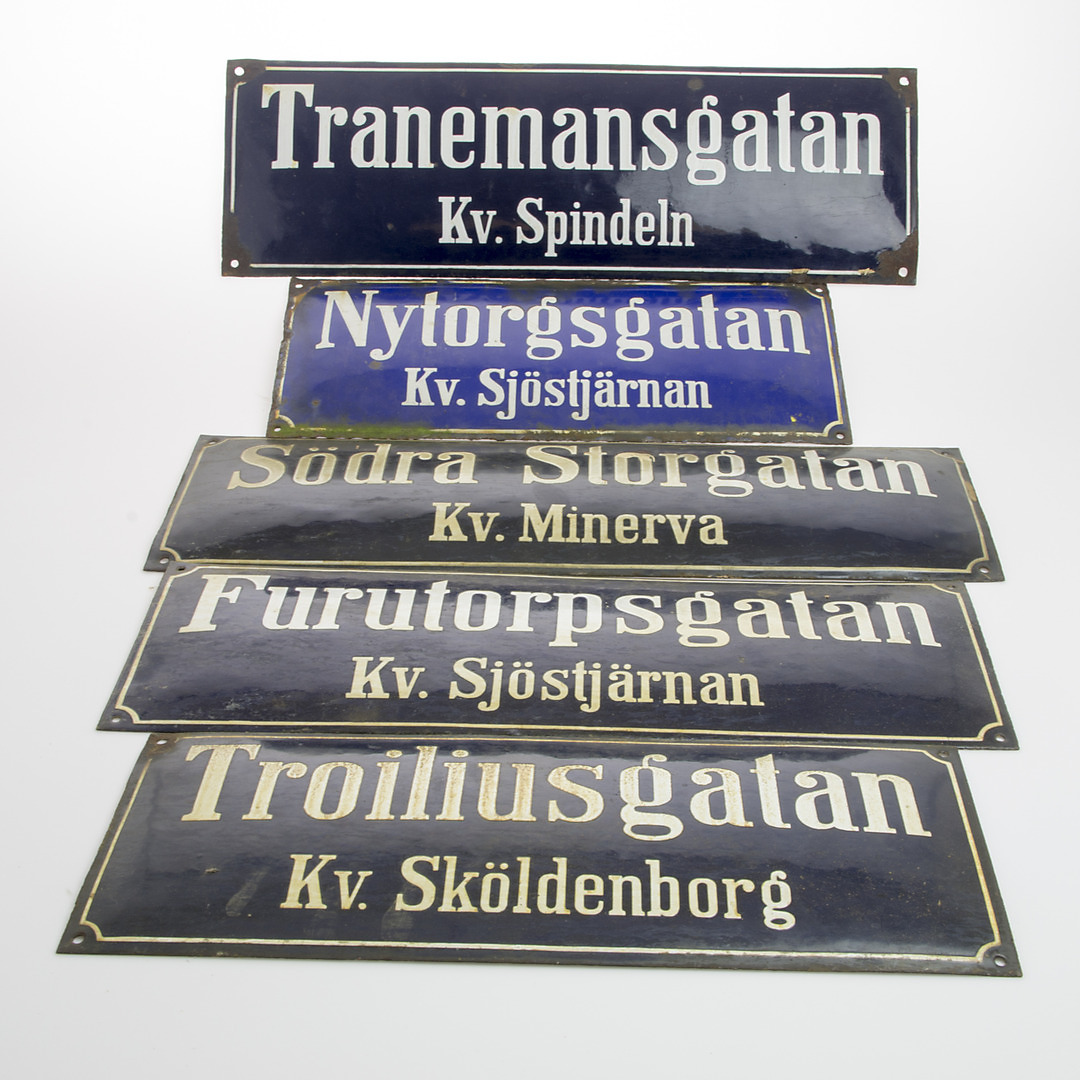 Tranemansgatan
Kv. Spindeln
Nytorgsgatan
Kv. Sjöstjärnan
Södra Storgatan
Kv. Minerva
Furutorpsgatan
Kv. Sjöstjärnan
Troiliusgatan
Kv. Sköldenborg